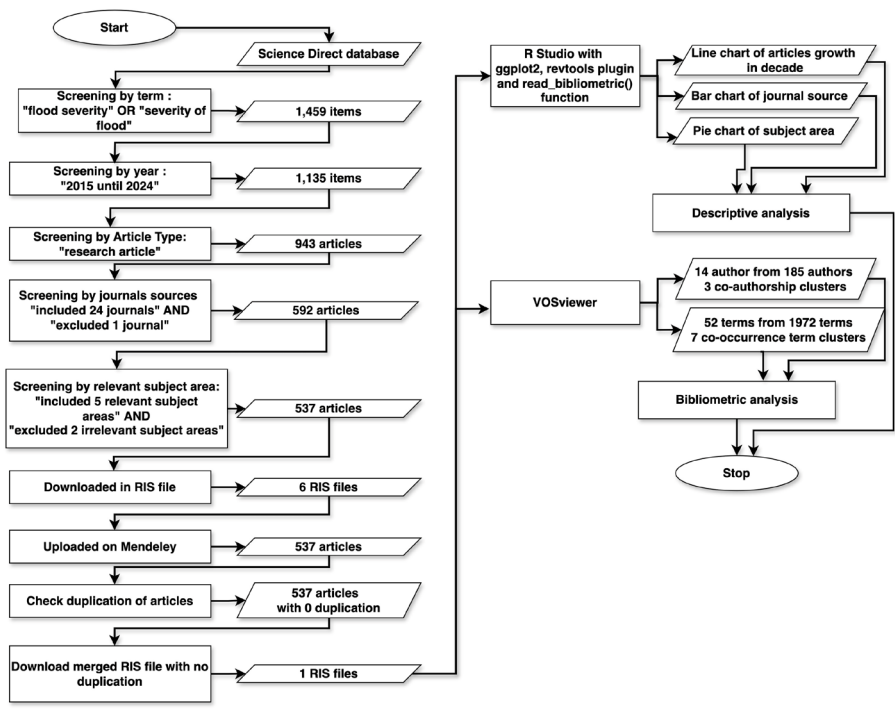 Start
Science Direct database
Screening by term :
"flood severity" OR "severity of
flood"
1,459 items
Screening by year :
"2015 until 2024"
1,135 items
Screening by Article Type:
"research article"
943 articles
Screening by journals sources
"included 24 journals" AND
"excluded 1 journal"
592 articles
Screening by relevant subject area:
"included 5 relevant subject
areas" AND
"excluded 2 irrelevant subject areas"
537 articles
Downloaded in RIS file
6 RIS files
Uploaded on Mendeley
537 articles
Check duplication of articles
537 articles
with 0 duplication
Download merged RIS file with no
duplication
1 RIS files
R Studio with
ggplot2, revtools plugin
and read_bibliometric()
function
Line chart of articles growth
in decade
Bar chart of journal source
Pie chart of subject area
Descriptive analysis
VOSviewer
14 author from 185 authors
3 co-authorship clusters
52 terms from 1972 terms
7 co-occurrence term clusters
Bibliometric analysis
Stop